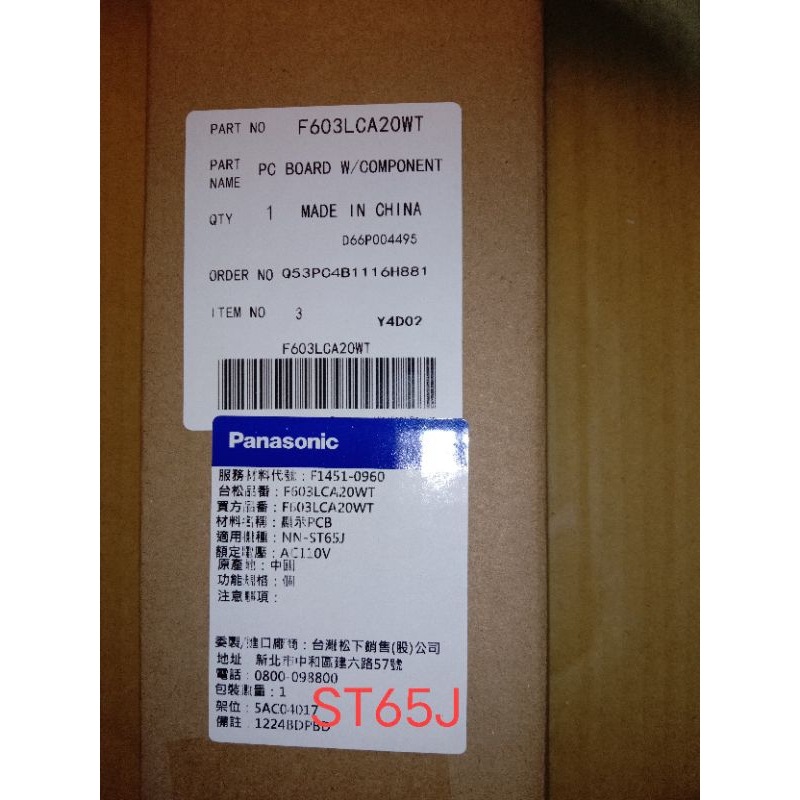 PART NO F603LCA20WT
PART NAME PC BOARD W/COMPONENT
QTY 1 MADE IN CHINA
D66P004495
ORDER NO Q53PC4B1116H881
ITEM NO 3 Y4D02
F603LCA20WT
Panasonic
服務材料代號：F1451-0960
台松品番：F603LCA20WT
買方品番：F603LCA20WT
材料名稱：顯示PCB
適用機種：NN-ST65J
額定電壓：AC110V
原產地：中國
功能規格：個
注意事項：
委製/進口廠商：台灣松下銷售(股)公司
地址 新北市中和區建六路57號
電話：0800-098800
包裝數量：1
架位：5AC04017
備註：1224BDPBD
ST65J